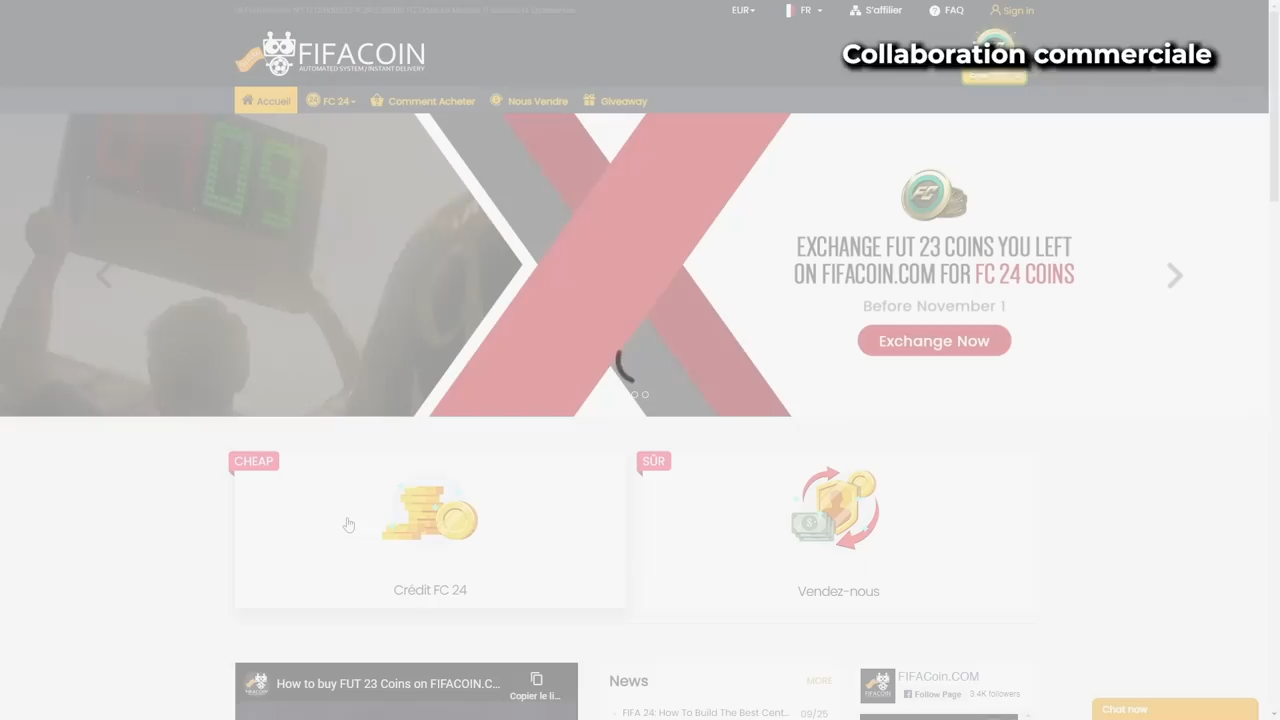 EUR
FR
S'affilier
FAQ
Sign in
FIFACOIN
AUTOMATED SYSTEM / INSTANT DELIVERY
Collaboration commerciale
Accueil
FC 24
Comment Acheter
Nous Vendre
Giveaway
09
FC
EXCHANGE FUT 23 COINS YOU LEFT
ON FIFACOIN.COM FOR FC 24 COINS
Before November 1
Exchange Now
CHEAP
SÛR
Crédit FC 24
Vendez-nous
How to buy FUT 23 Coins on FIFACOIN.C...
Copier le li...
News
MORE
FIFA 24: How To Build The Best Cent...
09/25
FIFACOIN
FIFACoin.COM
Follow Page
3.4K followers
Chat now